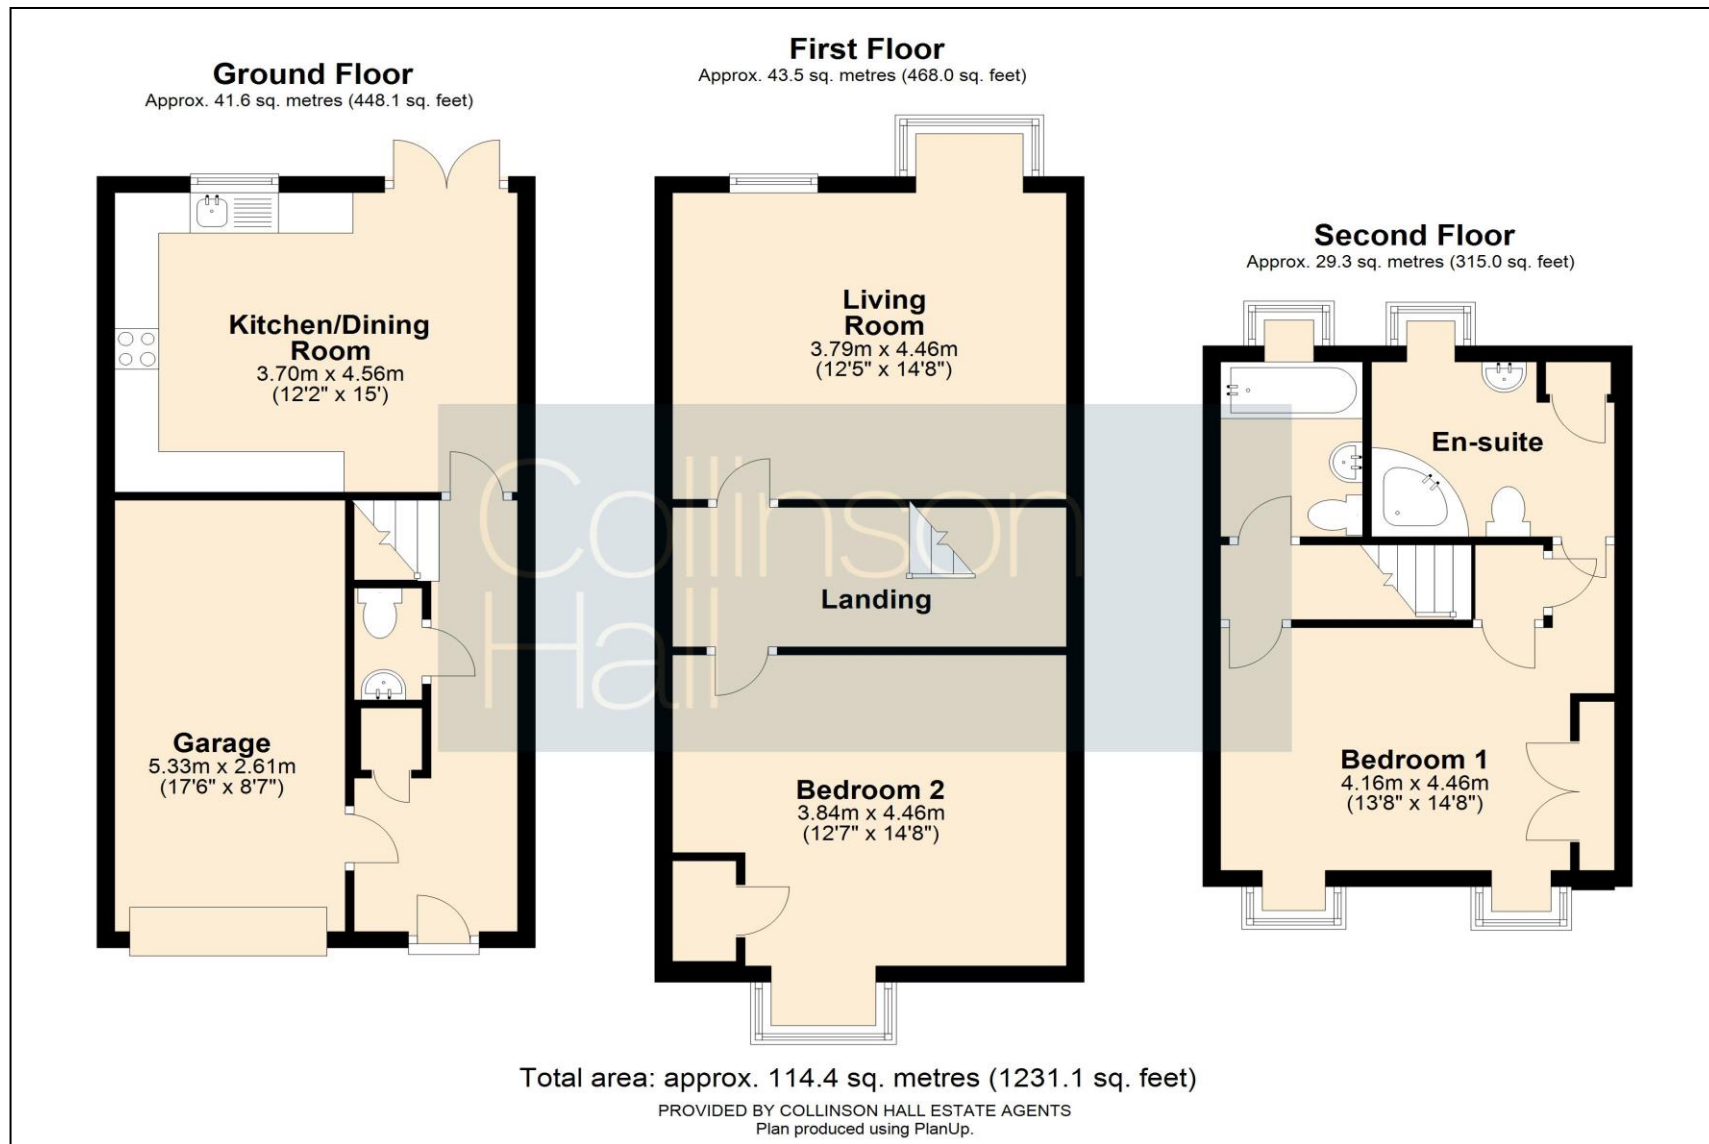 Ground Floor
Approx. 41.6 sq. metres (448.1 sq. feet)
Kitchen/Dining
Room
3.70m x 4.56m
(12'2" x 15')
Garage
5.33m x 2.61m
(17'6" x 8'7")
First Floor
Approx. 43.5 sq. metres (468.0 sq. feet)
Living
Room
3.79m x 4.46m
(12'5" x 14'8")
Landing
Bedroom 2
3.84m x 4.46m
(12'7" x 14'8")
Second Floor
Approx. 29.3 sq. metres (315.0 sq. feet)
En-suite
Bedroom 1
4.16m x 4.46m
(13'8" x 14'8")
Collinson
Hall
Total area: approx. 114.4 sq. metres (1231.1 sq. feet)
PROVIDED BY COLLINSON HALL ESTATE AGENTS
Plan produced using PlanUp.